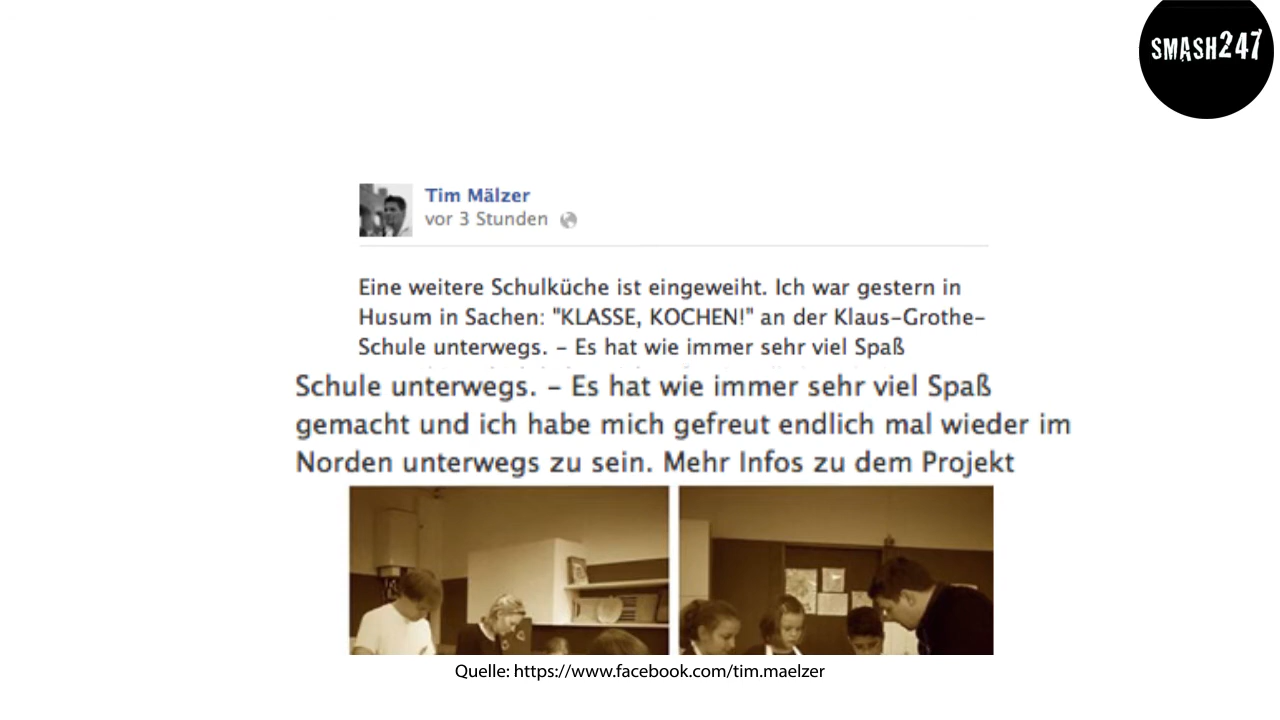 SMASH247
Tim Mälzer
vor 3 Stunden
Eine weitere Schulküche ist eingeweiht. Ich war gestern in
Husum in Sachen: "KLASSE, KOCHEN!" an der Klaus-Grothe-
Schule unterwegs. – Es hat wie immer sehr viel Spaß
Schule unterwegs. – Es hat wie immer sehr viel Spaß
gemacht und ich habe mich gefreut endlich mal wieder im
Norden unterwegs zu sein. Mehr Infos zu dem Projekt
Quelle: https://www.facebook.com/tim.maelzer